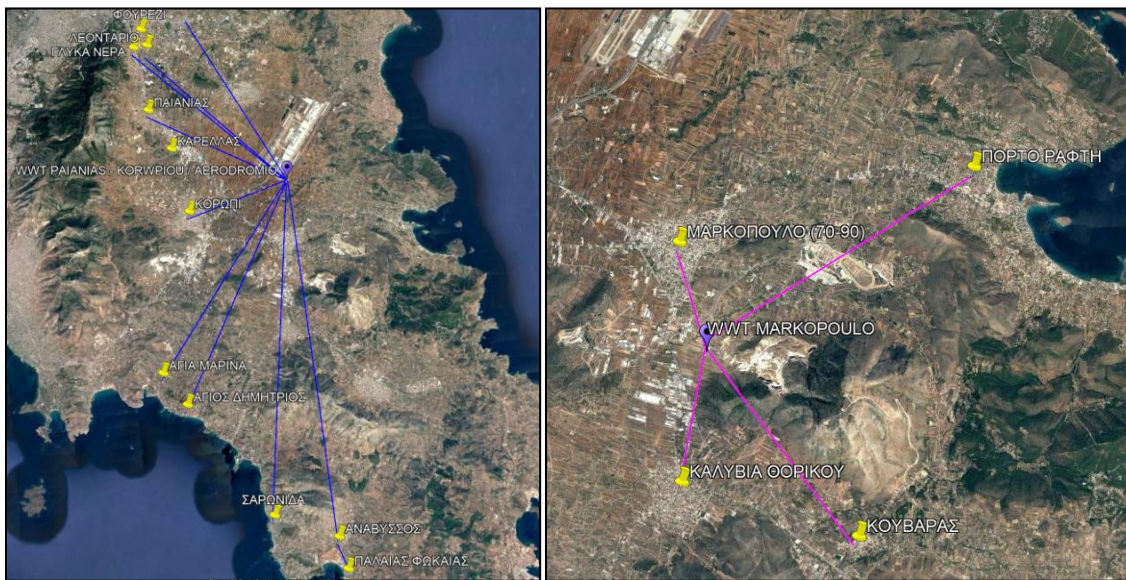 ΦΟΥΡΕΖΙ
ΛΕΟΝΤΑΡΙΟ
ΓΛΥΚΑ ΝΕΡΑ
ΠΑΙΑΝΙΑΣ
ΚΑΡΕΛΛΑΣ
WWT PAIANIAS - KORWPIOU / AERODROMIO
ΚΟΡΩΠΙ
ΑΓΙΑ ΜΑΡΙΝΑ
ΑΓΙΟΣ ΔΗΜΗΤΡΙΟΣ
ΣΑΡΩΝΙΔΑ
ΑΝΑΒΥΣΣΟΣ
ΠΑΛΑΙΑΣ ΦΩΚΑΙΑΣ
ΠΟΡΤΟ ΡΑΦΤΗ
ΜΑΡΚΟΠΟΥΛΟ (70-90)
WWT MARKOPOULO
ΚΑΛΥΒΙΑ ΘΟΡΙΚΟΥ
ΚΟΥΒΑΡΑΣ